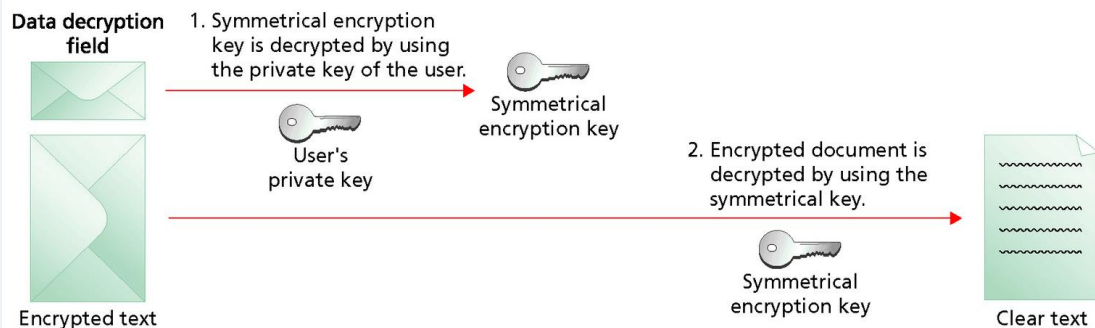 Data decryption
field
1. Symmetrical encryption
key is decrypted by using
the private key of the user.
Symmetrical
encryption key
User's
private key
2. Encrypted document is
decrypted by using the
symmetrical key.
Symmetrical
encryption key
Encrypted text
Clear text